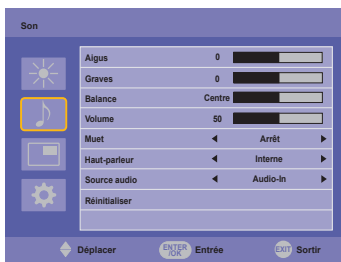 Son
Aigus 0
Graves 0
Balance Centre
Volume 50
Muet Arrêt
Haut-parleur Interne
Source audio Audio-In
Réinitialiser
Déplacer ENTER /OK Entrée EXIT Sortir